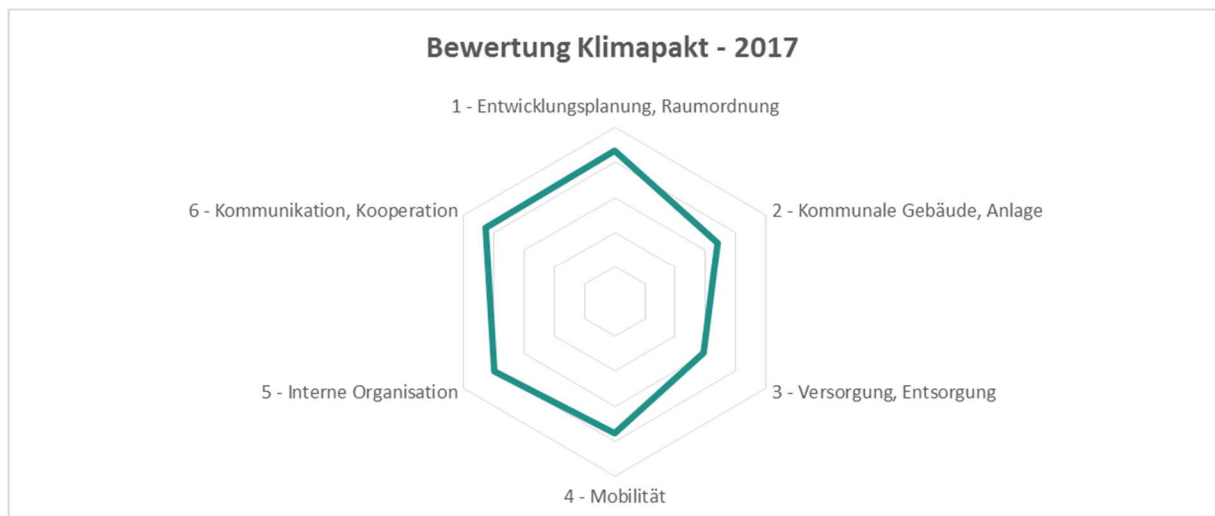 Bewertung Klimapakt - 2017
1 - Entwicklungsplanung, Raumordnung
6 - Kommunikation, Kooperation
2 - Kommunale Gebäude, Anlage
5 - Interne Organisation
3 - Versorgung, Entsorgung
4 - Mobilität